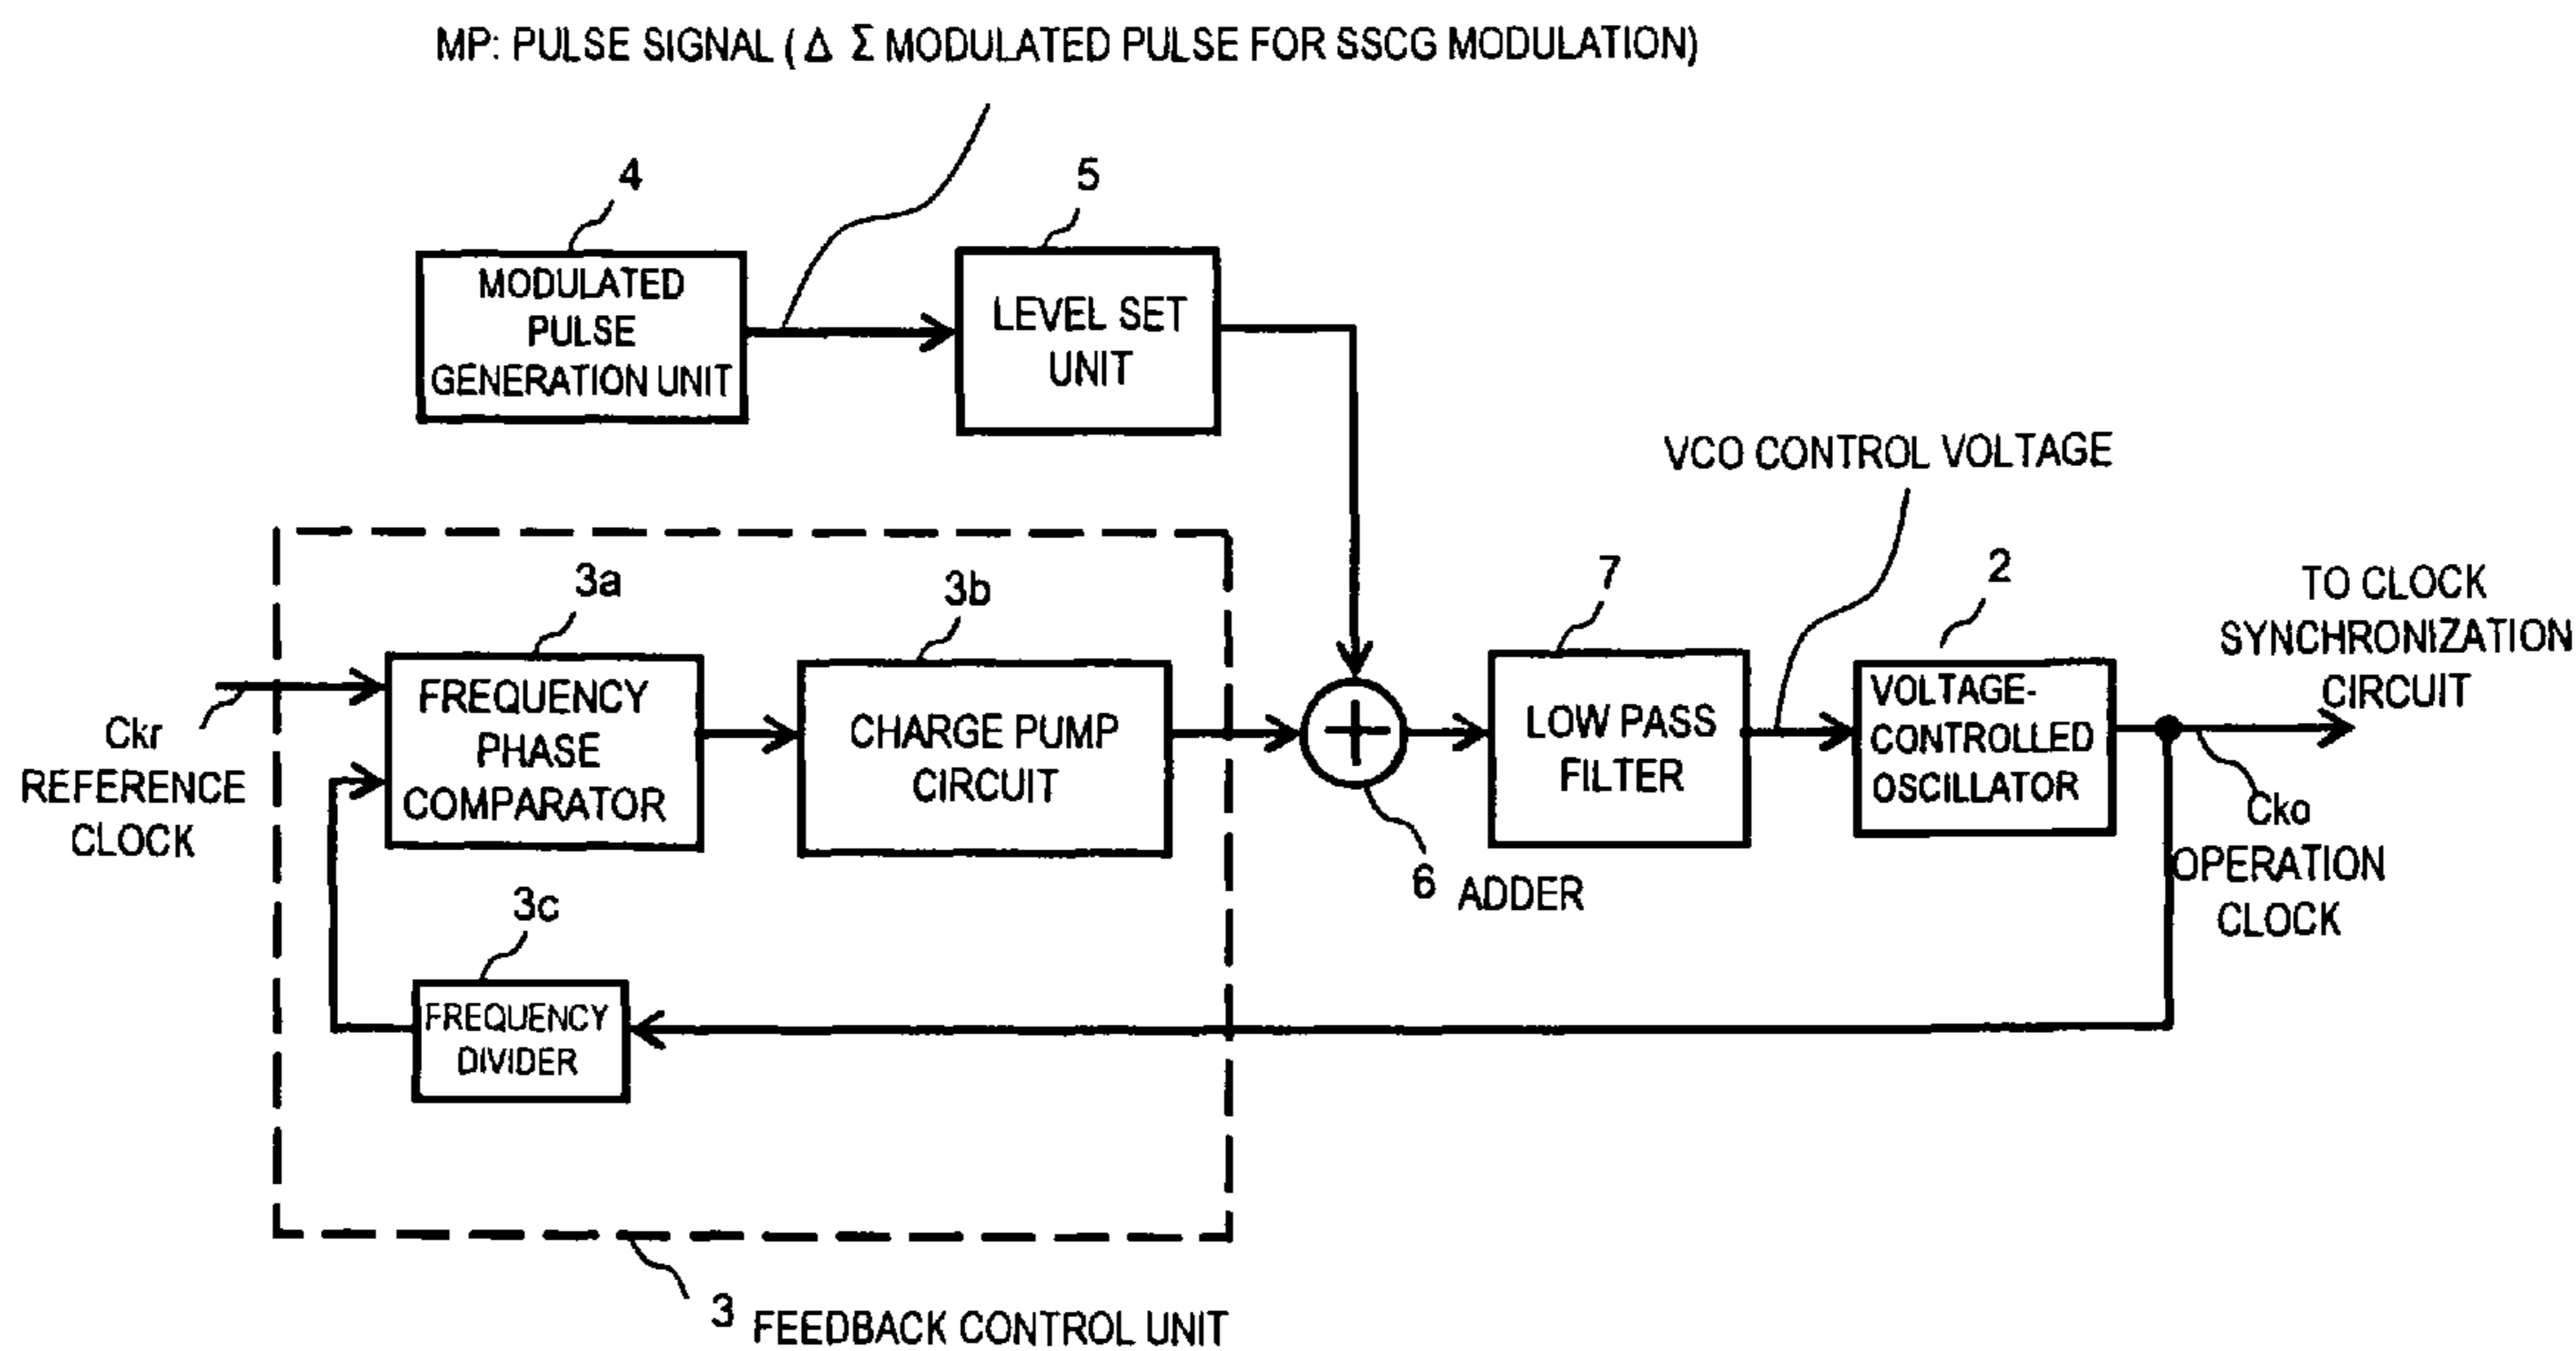 MP: PULSE SIGNAL ( Δ Σ MODULATED PULSE FOR SSCG MODULATION)
4
5
MODULATED
PULSE
GENERATION UNIT
LEVEL SET
UNIT
VCO CONTROL VOLTAGE
3a
3b
7
2
TO CLOCK
SYNCHRONIZATION
CIRCUIT
Ckr
REFERENCE
CLOCK
FREQUENCY
PHASE
COMPARATOR
CHARGE PUMP
CIRCUIT
LOW PASS
FILTER
VOLTAGE-
CONTROLLED
OSCILLATOR
Cko
OPERATION
CLOCK
6 ADDER
3c
FREQUENCY
DIVIDER
3 FEEDBACK CONTROL UNIT